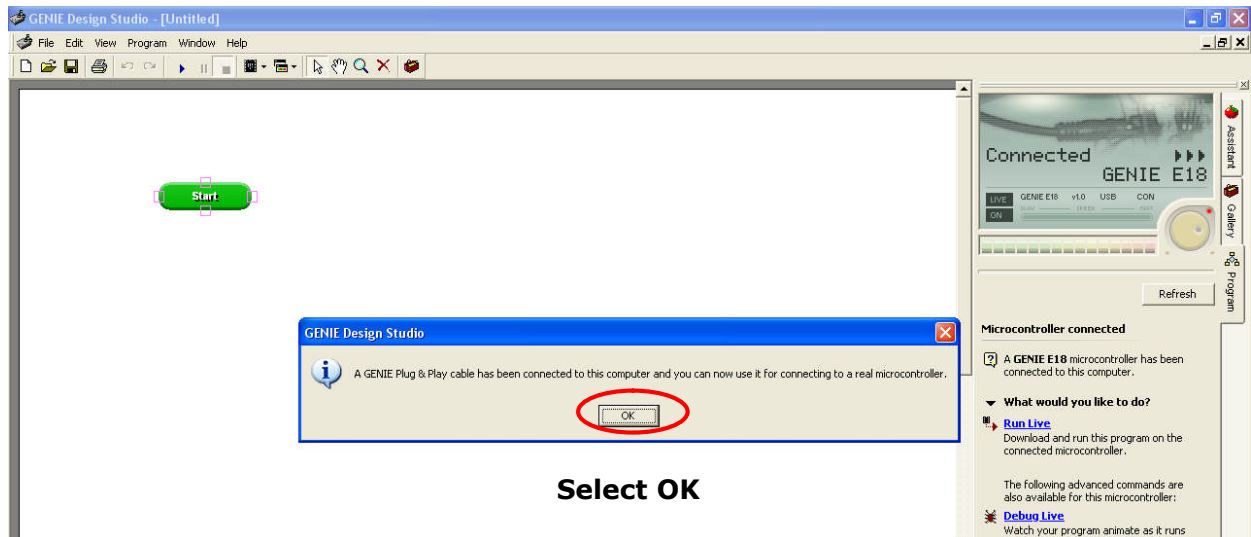 GENIE Design Studio - [Untitled]
File Edit View Program Window Help
Start
Connected
GENIE E18
LIVE GENIE E18 v1.0 USB CON
ON
Assistant
Gallery
Program
Refresh
GENIE Design Studio
A GENIE Plug & Play cable has been connected to this computer and you can now use it for connecting to a real microcontroller.
OK
Select OK
Microcontroller connected
A GENIE E18 microcontroller has been
connected to this computer.
What would you like to do?
Run Live
Download and run this program on the
connected microcontroller.
The following advanced commands are
also available for this microcontroller:
Debug Live
Watch your program animate as it runs